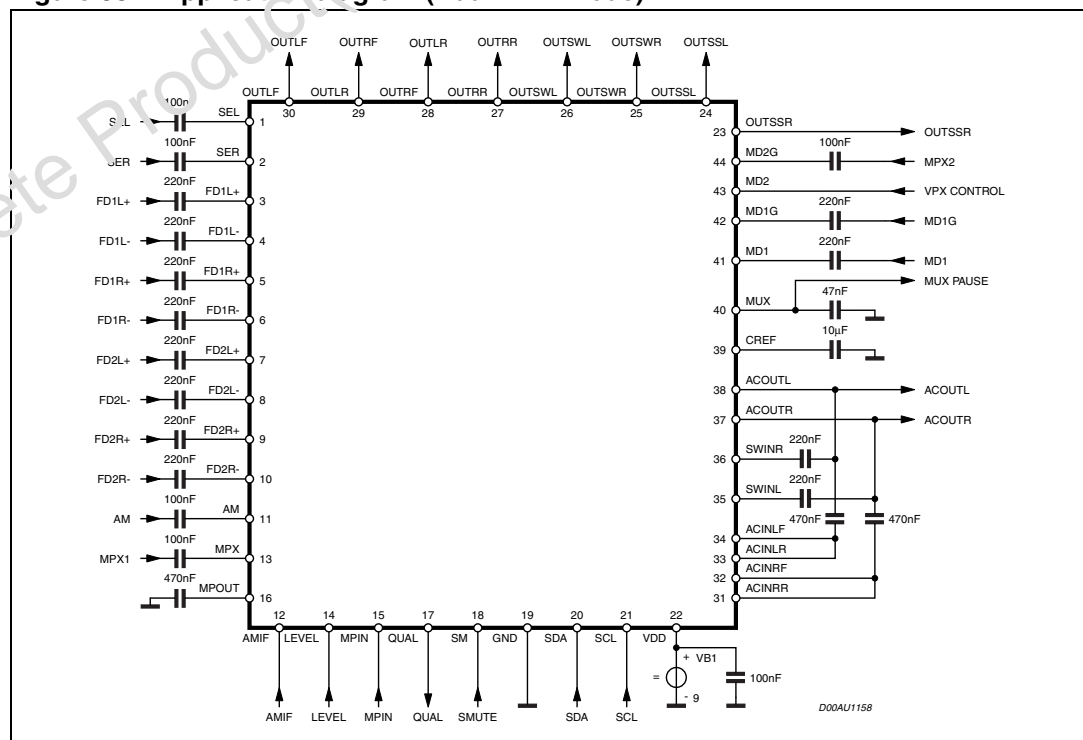 OUTLF OUTRF OUTLR OUTRR OUTSWL OUTSWR OUTSSL
OUTLF OUTLR OUTRF OUTRR OUTSWL OUTSWR OUTSSL
30 29 28 27 26 25 24
SEL 100n SEL 1
SER 100nF SER 2
FD1L+ 220nF FD1L+ 3
FD1L- 220nF FD1L- 4
FD1R+ 220nF FD1R+ 5
FD1R- 220nF FD1R- 6
FD2L+ 220nF FD2L+ 7
FD2L- 220nF FD2L- 8
FD2R+ 220nF FD2R+ 9
FD2R- 220nF FD2R- 10
AM 100nF AM 11
MPX1 100nF MPX 13
470nF MPOUT 16
23 OUTSSR OUTSSR
44 MD2G 100nF MPX2
43 MD2 VPX CONTROL
42 MD1G 220nF MD1G
41 MD1 220nF MD1
MUX PAUSE
40 MUX 47nF
39 CREF 10µF
38 ACOUTL ACOUTL
37 ACOUTR ACOUTR
36 SWINR 220nF
35 SWINL 220nF
470nF 470nF
34 ACINLF
33 ACINLR
32 ACINRF
31 ACINRR
12 14 15 17 18 19 20 21 22
AMIF LEVEL MPIN QUAL SM GND SDA SCL VDD
+ VB1
=
- 9
100nF
AMIF LEVEL MPIN QUAL SMUTE SDA SCL
D00AU1158